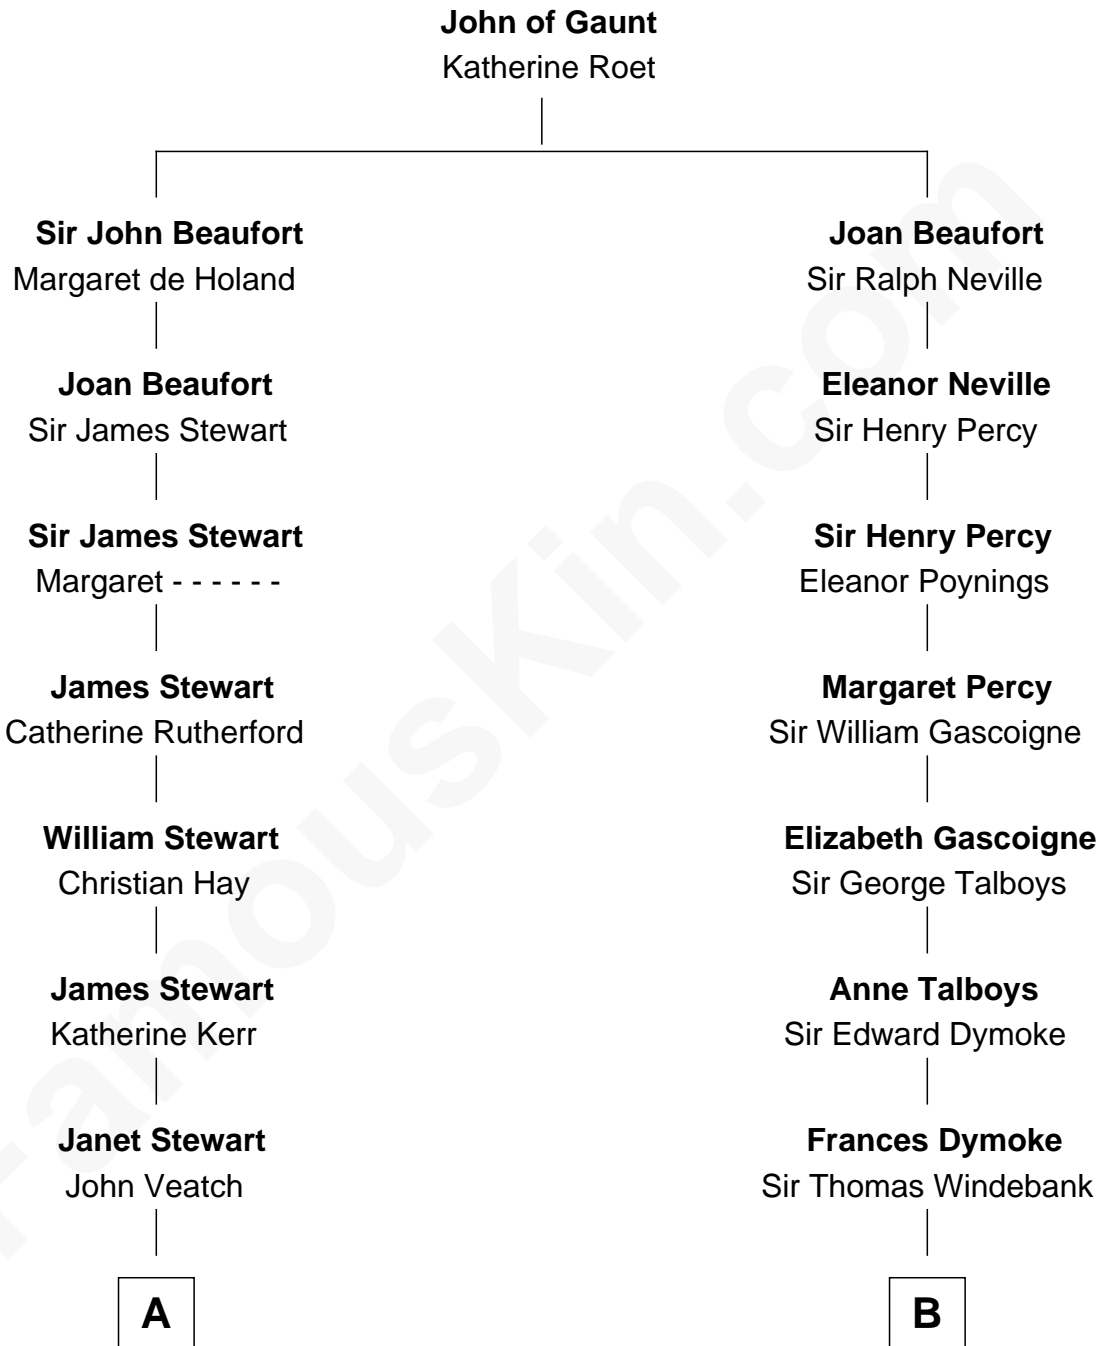 John of Gaunt
Katherine Roet
Sir John Beaufort
Margaret de Holand
Joan Beaufort
Sir James Stewart
Sir James Stewart
Margaret - - - - - -
James Stewart
Catherine Rutherford
William Stewart
Christian Hay
James Stewart
Katherine Kerr
Janet Stewart
John Veatch
A
Joan Beaufort
Sir Ralph Neville
Eleanor Neville
Sir Henry Percy
Sir Henry Percy
Eleanor Poynings
Margaret Percy
Sir William Gascoigne
Elizabeth Gascoigne
Sir George Talboys
Anne Talboys
Sir Edward Dymoke
Frances Dymoke
Sir Thomas Windebank
B
FamousKin.com